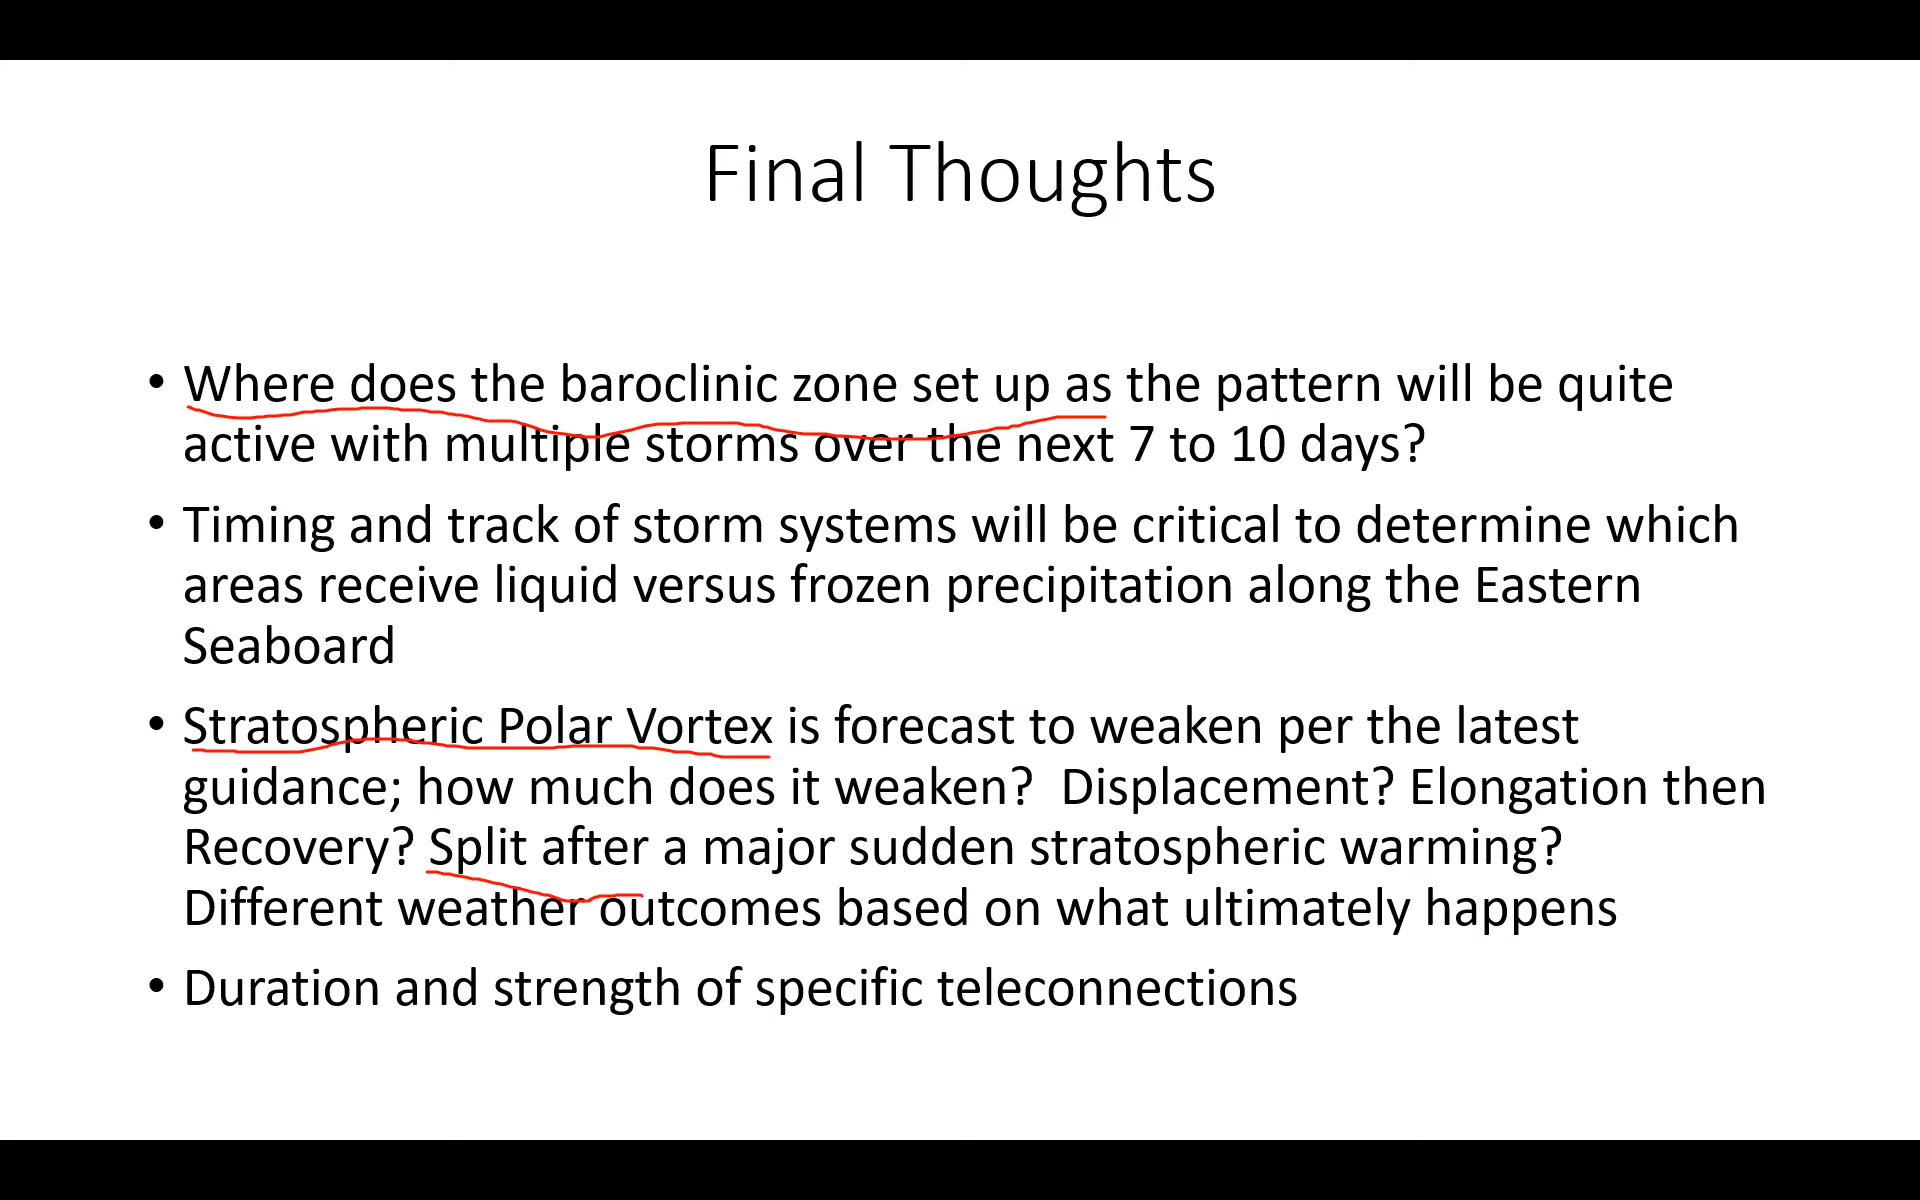 Final Thoughts
• Where does the baroclinic zone set up as the pattern will be quite
active with multiple storms over the next 7 to 10 days?
• Timing and track of storm systems will be critical to determine which
areas receive liquid versus frozen precipitation along the Eastern
Seaboard
• Stratospheric Polar Vortex is forecast to weaken per the latest
guidance; how much does it weaken?  Displacement? Elongation then
Recovery? Split after a major sudden stratospheric warming?
Different weather outcomes based on what ultimately happens
• Duration and strength of specific teleconnections